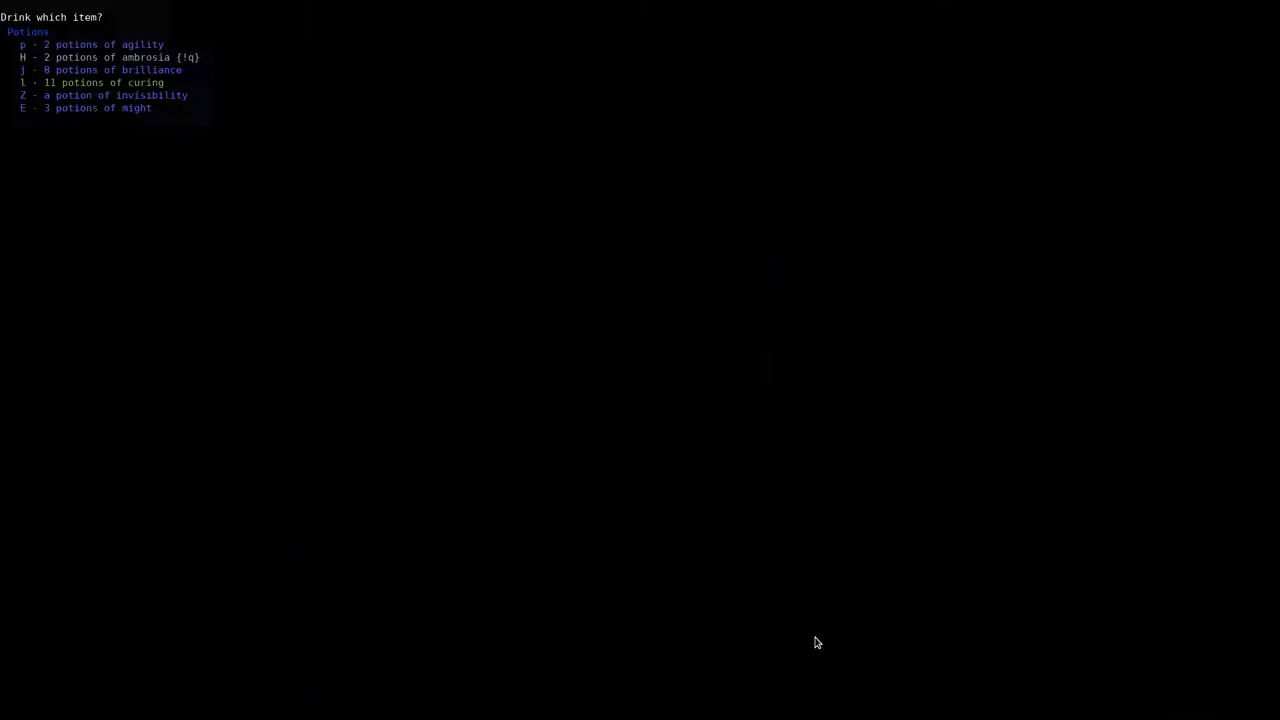 Drink which item?
Potions
p - 2 potions of agility
H - 2 potions of ambrosia {!q}
j - 8 potions of brilliance
l - 11 potions of curing
Z - a potion of invisibility
E - 3 potions of might